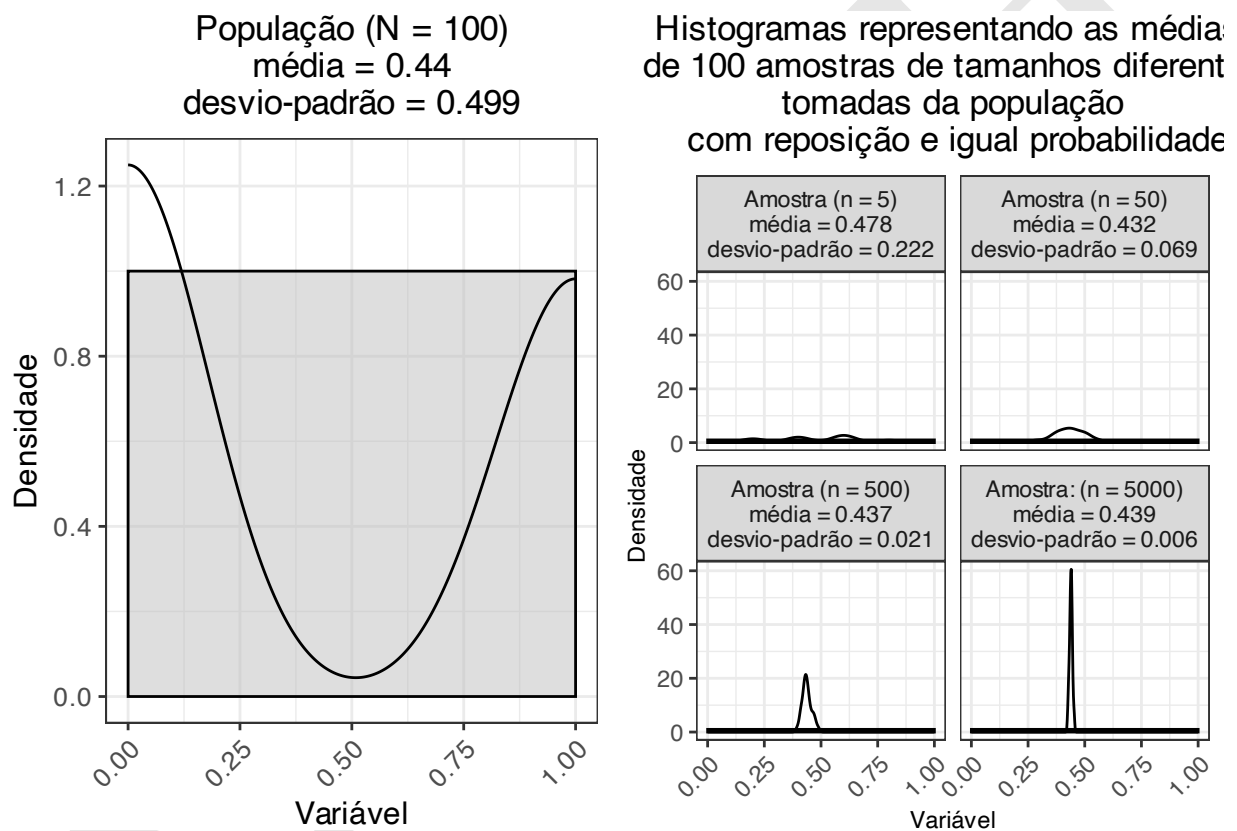 População (N = 100)
média = 0.44
desvio-padrão = 0.499
Densidade
1.2
0.8
0.4
0.0
0.00
0.25
0.50
0.75
1.00
Variável
Histogramas representando as médias
de 100 amostras de tamanhos diferent
tomadas da população
com reposição e igual probabilidade
Amostra (n = 5)
média = 0.478
desvio-padrão = 0.222
Amostra (n = 50)
média = 0.432
desvio-padrão = 0.069
60
40
20
0
Densidade
Amostra (n = 500)
média = 0.437
desvio-padrão = 0.021
Amostra: (n = 5000)
média = 0.439
desvio-padrão = 0.006
60
40
20
0
0.00
0.25
0.50
0.75
1.00
0.00
0.25
0.50
0.75
1.00
Variável